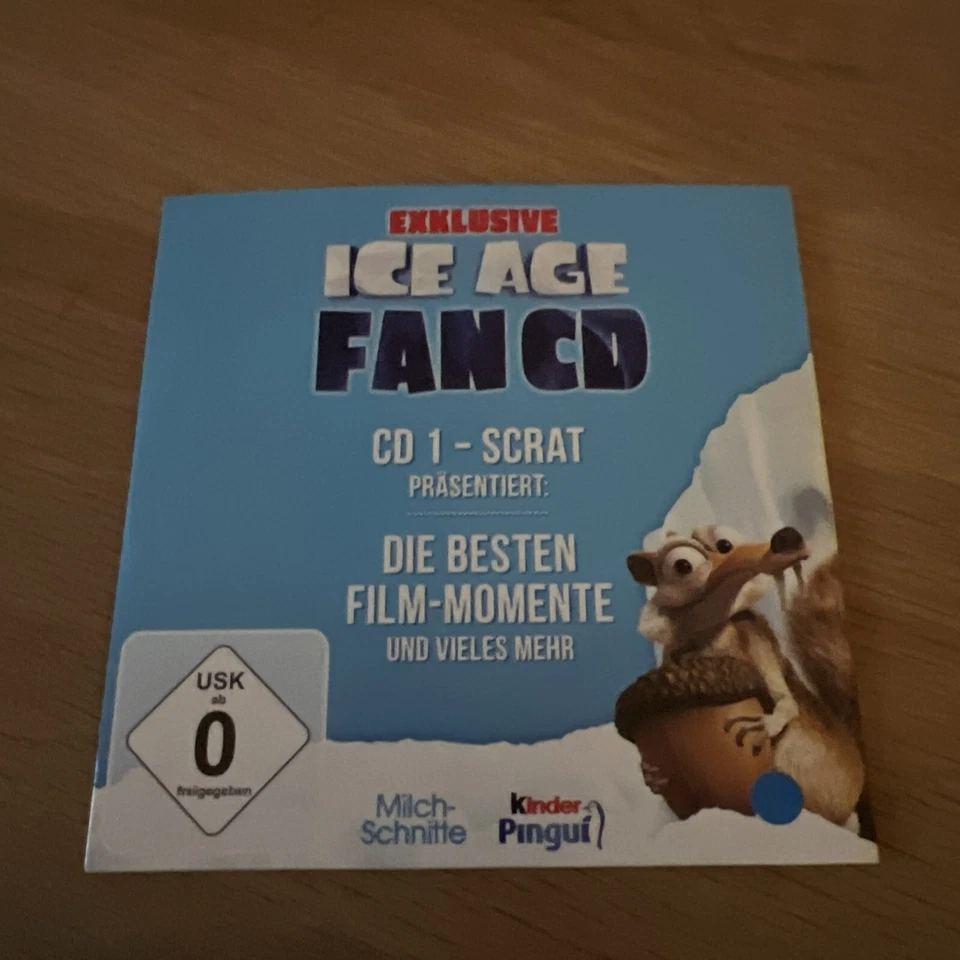 EXKLUSIVE
ICE AGE
FAN CD
CD 1 – SCRAT
PRÄSENTIERT:
DIE BESTEN
FILM-MOMENTE
UND VIELES MEHR
USK
ab
0
freigegeben
Milch-
Schnitte
Kinder
Pinguí